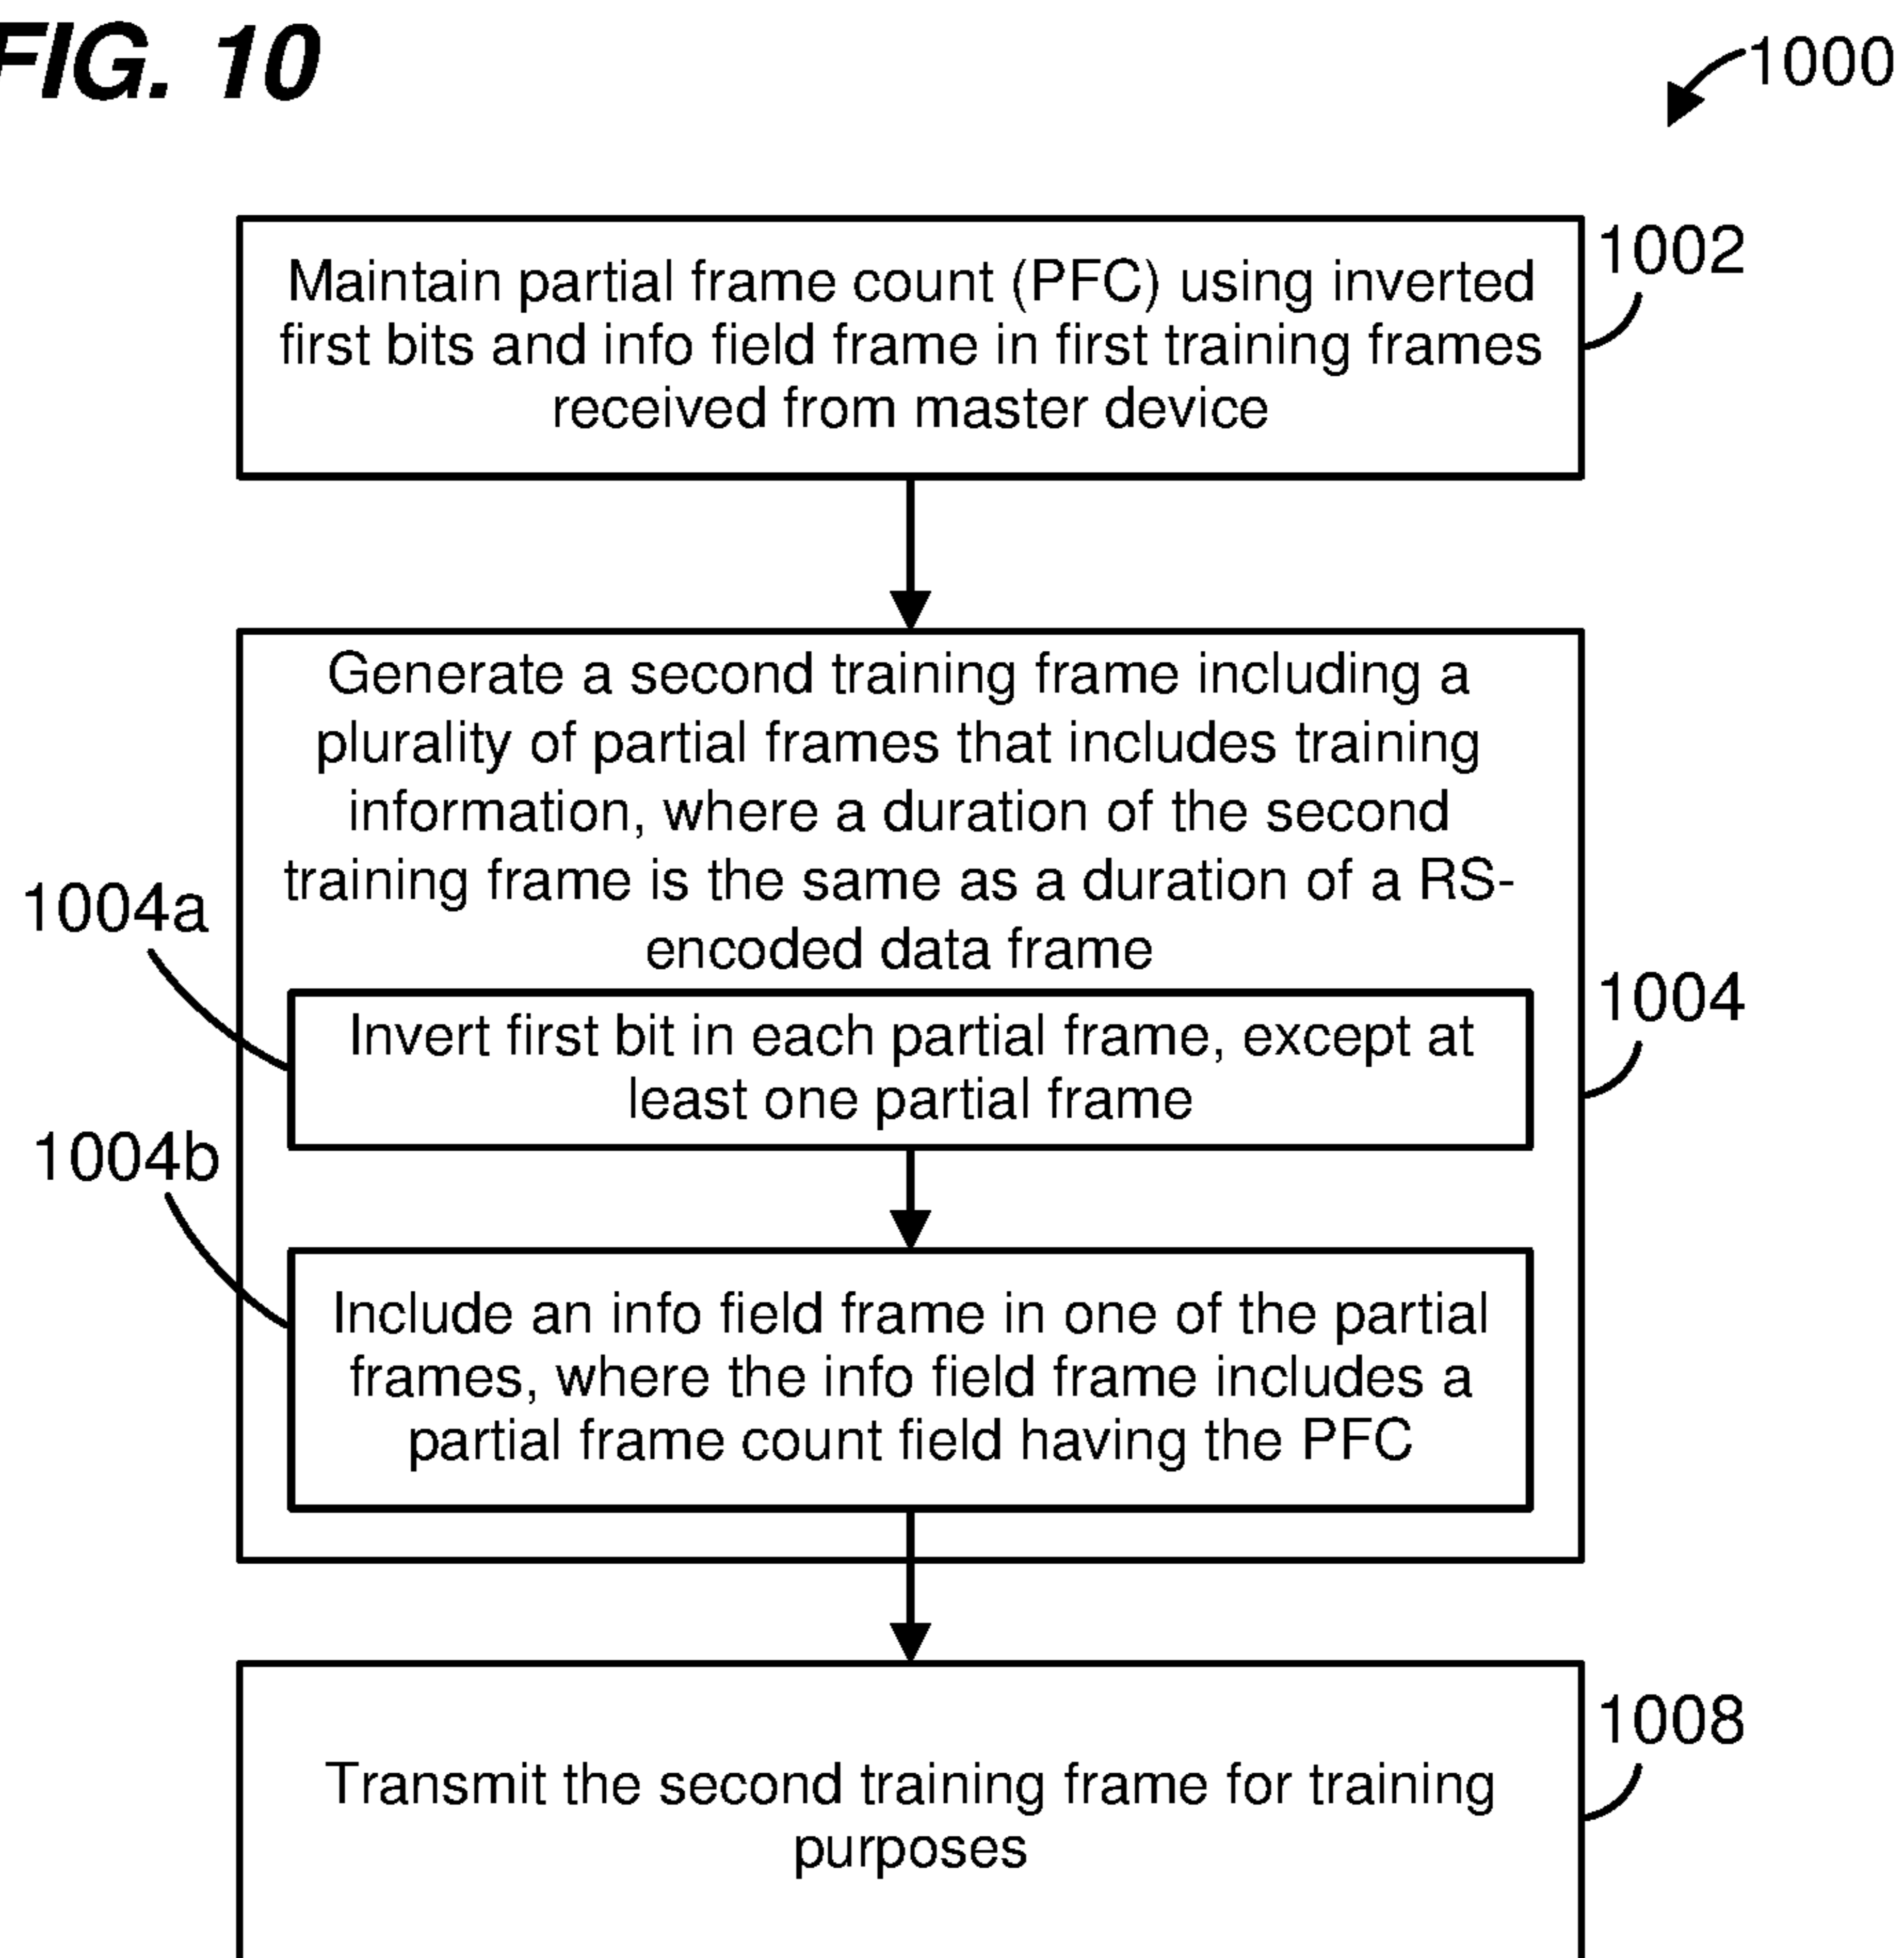 FIG. 10
1000
Maintain partial frame count (PFC) using inverted
first bits and info field frame in first training frames
received from master device
1002
Generate a second training frame including a
plurality of partial frames that includes training
information, where a duration of the second
training frame is the same as a duration of a RS-
encoded data frame
1004
1004a
Invert first bit in each partial frame, except at
least one partial frame
1004b
Include an info field frame in one of the partial
frames, where the info field frame includes a
partial frame count field having the PFC
1008
Transmit the second training frame for training
purposes